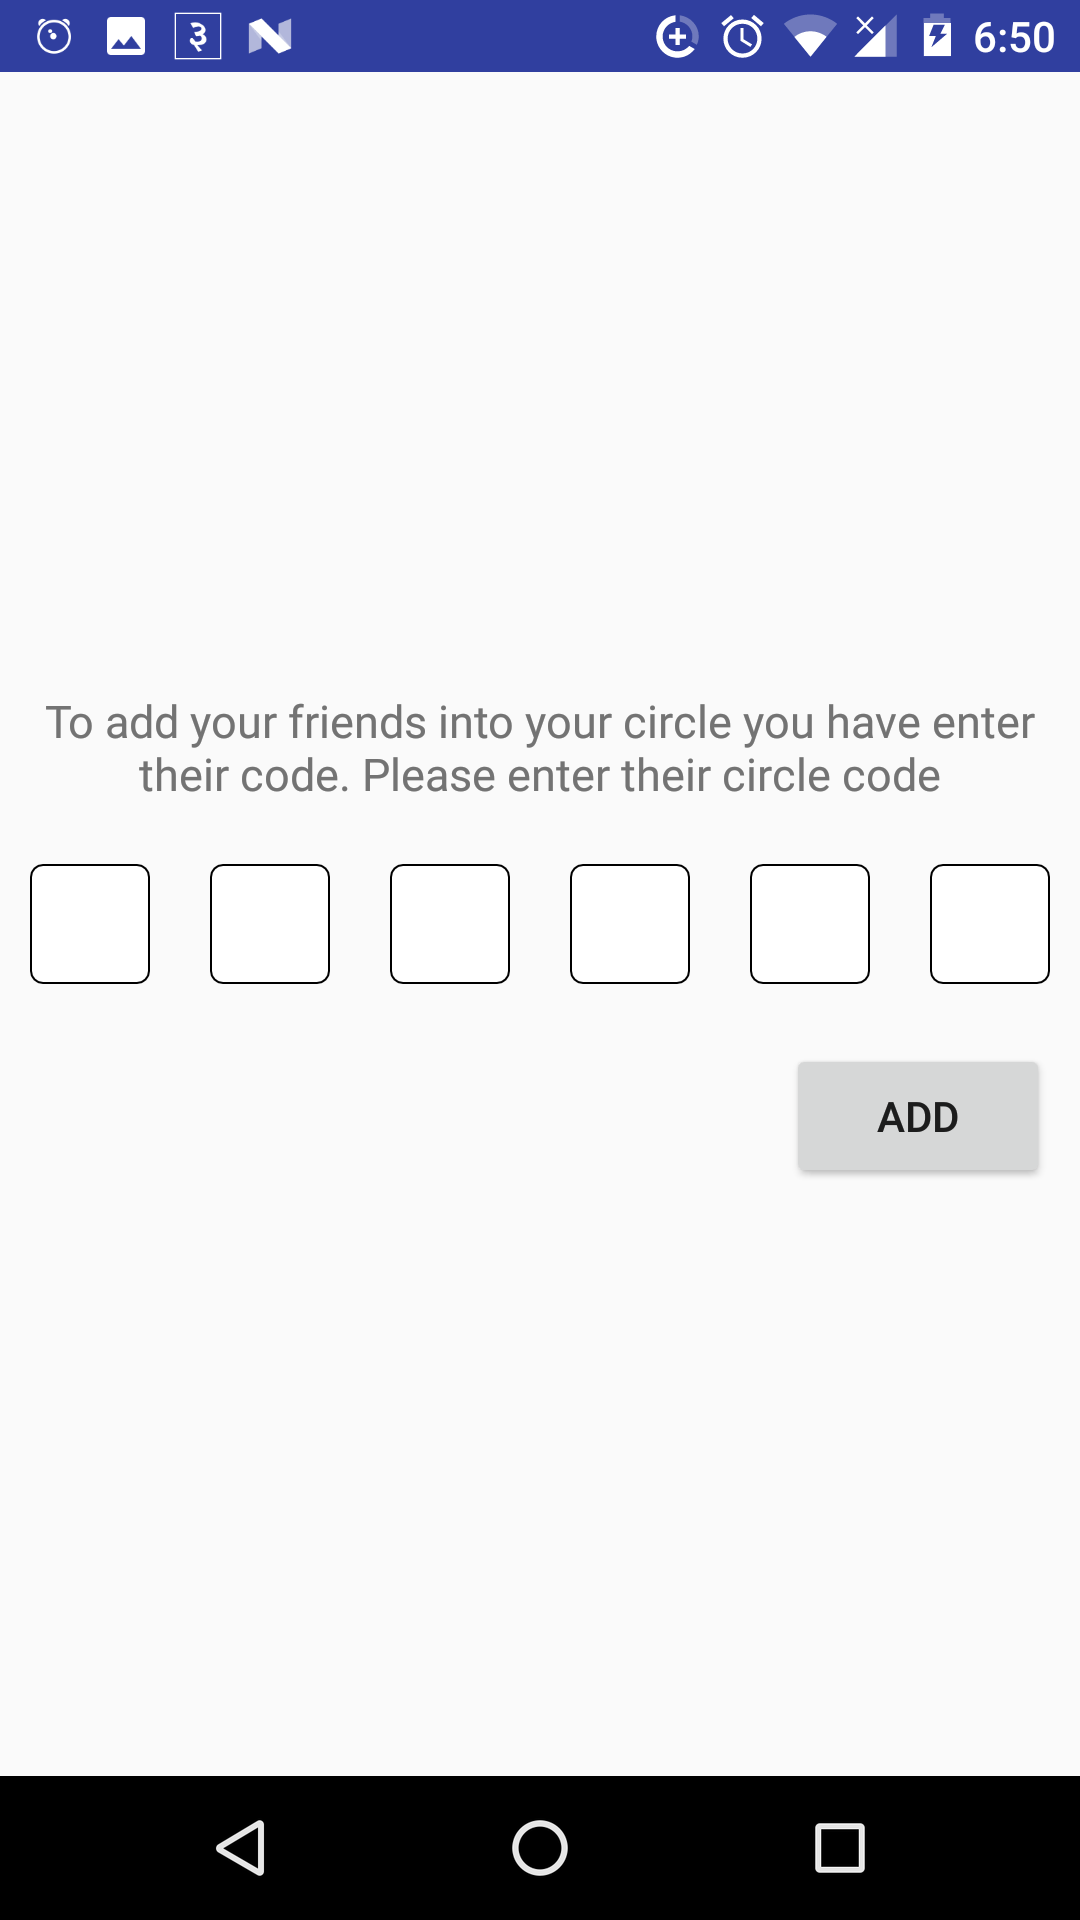 ३ 6:50
To add your friends into your circle you have enter
their code. Please enter their circle code
ADD